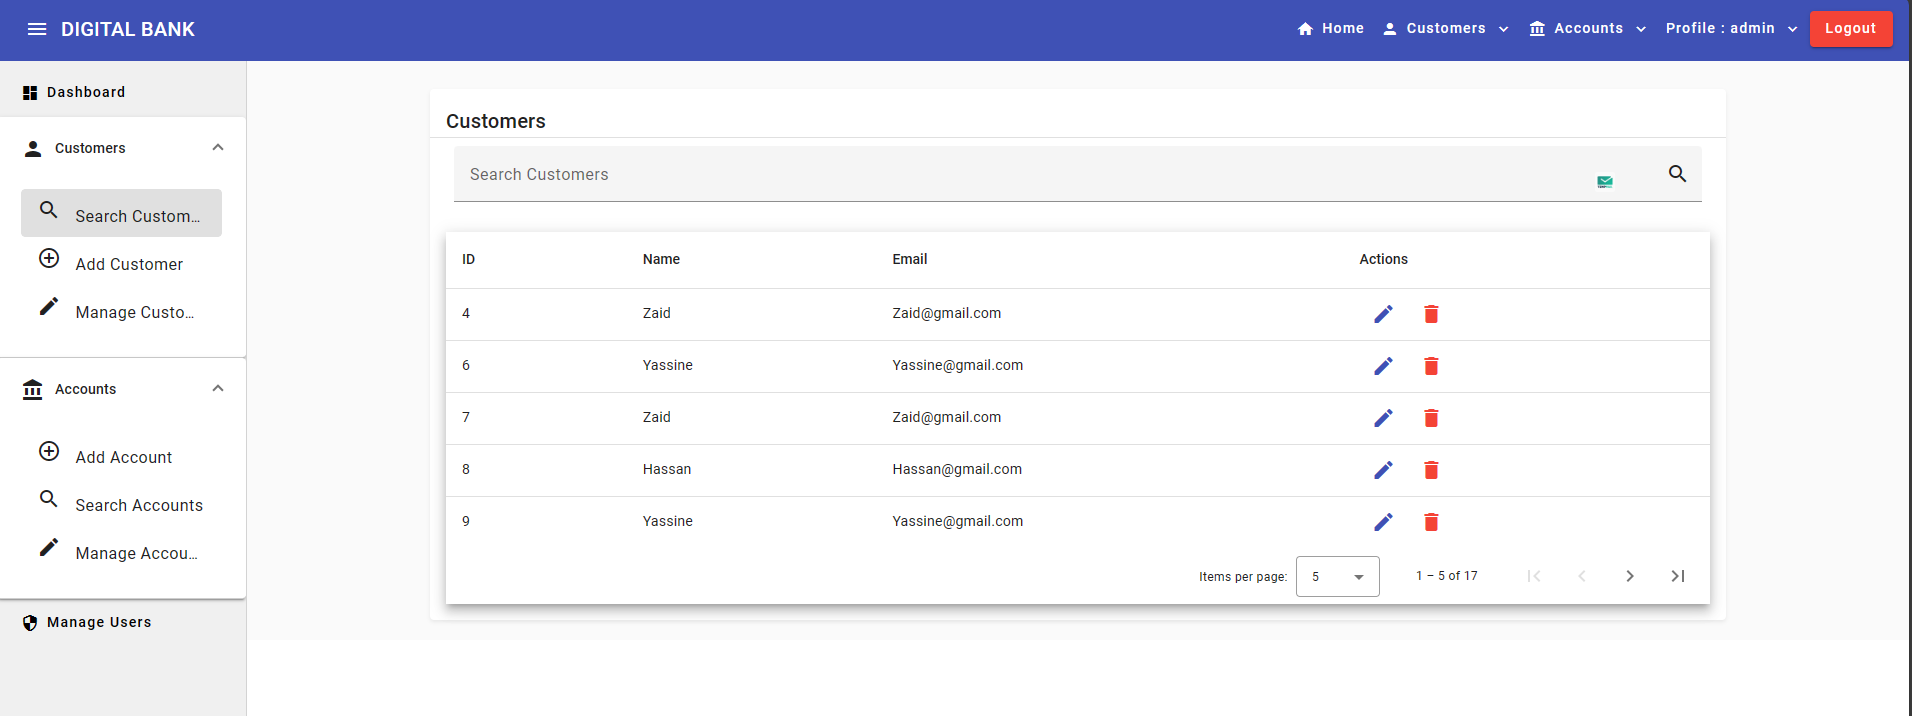 DIGITAL BANK
Home Customers Accounts Profile : admin Logout
Dashboard
Customers
Search Custom...
Add Customer
Manage Custo...
Accounts
Add Account
Search Accounts
Manage Accou...
Manage Users
Customers
Search Customers
ID Name Email Actions
4 Zaid Zaid@gmail.com
6 Yassine Yassine@gmail.com
7 Zaid Zaid@gmail.com
8 Hassan Hassan@gmail.com
9 Yassine Yassine@gmail.com
Items per page: 5 1 – 5 of 17